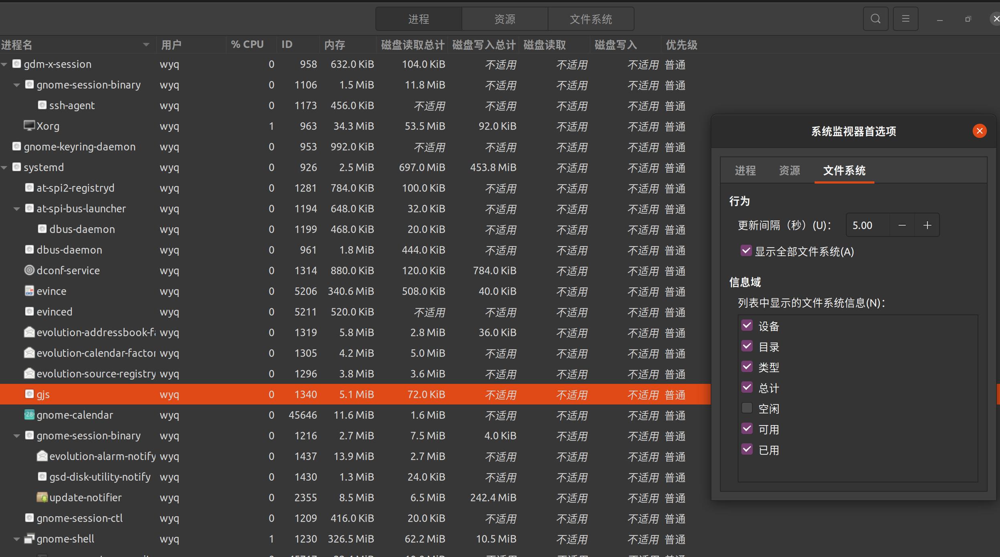 进程 资源 文件系统
进程名 用户 % CPU ID 内存 磁盘读取总计 磁盘写入总计 磁盘读取 磁盘写入 优先级
gdm-x-session wyq 0 958 632.0 KiB 104.0 KiB 不适用 不适用 不适用 普通
gnome-session-binary wyq 0 1106 1.5 MiB 11.8 MiB 不适用 不适用 不适用 普通
ssh-agent wyq 0 1173 456.0 KiB 不适用 不适用 不适用 不适用 普通
Xorg wyq 1 963 34.3 MiB 53.5 MiB 92.0 KiB 不适用 不适用 普通
gnome-keyring-daemon wyq 0 953 992.0 KiB 不适用 不适用 不适用 不适用 普通
systemd wyq 0 926 2.5 MiB 697.0 MiB 453.8 MiB 不适用 不适用 普通
at-spi2-registryd wyq 0 1281 784.0 KiB 100.0 KiB 不适用 不适用 不适用 普通
at-spi-bus-launcher wyq 0 1194 648.0 KiB 32.0 KiB 不适用 不适用 不适用 普通
dbus-daemon wyq 0 1199 468.0 KiB 20.0 KiB 不适用 不适用 不适用 普通
dbus-daemon wyq 0 961 1.8 MiB 444.0 KiB 不适用 不适用 不适用 普通
dconf-service wyq 0 1314 880.0 KiB 120.0 KiB 784.0 KiB 不适用 不适用 普通
evince wyq 0 5206 340.6 MiB 508.0 KiB 40.0 KiB 不适用 不适用 普通
evinced wyq 0 5211 520.0 KiB 不适用 不适用 不适用 不适用 普通
evolution-addressbook-fa wyq 0 1319 5.8 MiB 2.8 MiB 36.0 KiB 不适用 不适用 普通
evolution-calendar-factor wyq 0 1305 4.2 MiB 5.0 MiB 不适用 不适用 不适用 普通
evolution-source-registry wyq 0 1296 3.8 MiB 3.6 MiB 不适用 不适用 不适用 普通
gjs wyq 0 1340 5.1 MiB 72.0 KiB 不适用 不适用 不适用 普通
28 gnome-calendar wyq 0 45646 11.6 MiB 1.6 MiB 不适用 不适用 不适用 普通
gnome-session-binary wyq 0 1216 2.7 MiB 7.5 MiB 4.0 KiB 不适用 不适用 普通
evolution-alarm-notify wyq 0 1437 13.9 MiB 2.7 MiB 不适用 不适用 不适用 普通
gsd-disk-utility-notify wyq 0 1430 1.3 MiB 24.0 KiB 不适用 不适用 不适用 普通
update-notifier wyq 0 2355 8.5 MiB 6.5 MiB 242.4 MiB 不适用 不适用 普通
gnome-session-ctl wyq 0 1209 416.0 KiB 20.0 KiB 不适用 不适用 不适用 普通
gnome-shell wyq 1 1230 326.5 MiB 62.2 MiB 10.5 MiB 不适用 不适用 普通
系统监视器首选项
进程 资源 文件系统
行为
更新间隔（秒）(U)： 5.00 − +
显示全部文件系统(A)
信息域
列表中显示的文件系统信息(N)：
设备
目录
类型
总计
空闲
可用
已用